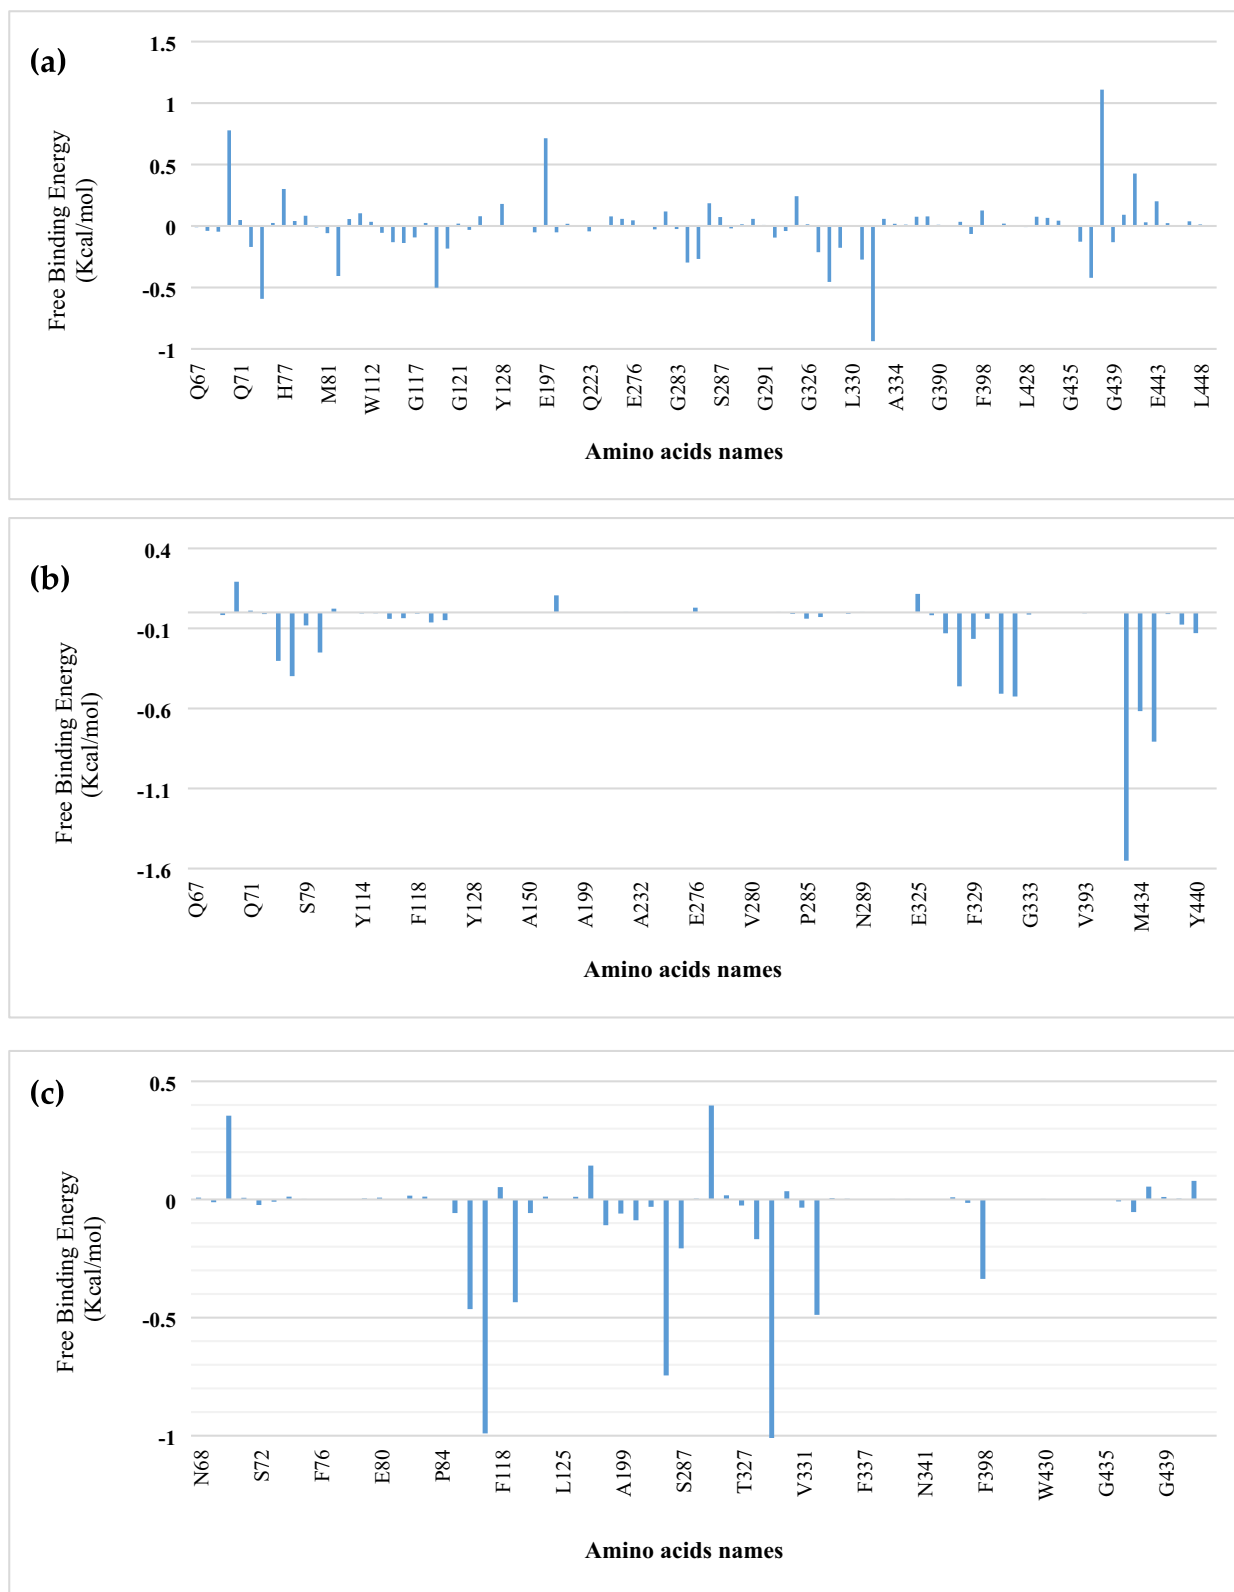 (a)
1.5
1
0.5
0
-0.5
-1
Free Binding Energy
(Kcal/mol)
Q67 Q71 H77 M81 W112 G117 G121 Y128 E197 Q223 E276 G283 S287 G291 G326 L330 A334 G390 F398 L428 G435 G439 E443 L448
Amino acids names
(b)
0.4
-0.1
-0.6
-1.1
-1.6
Free Binding Energy
(Kcal/mol)
Q67 Q71 S79 Y114 F118 Y128 A150 A199 A232 E276 V280 P285 N289 E325 F329 G333 V393 M434 Y440
Amino acids names
(c)
0.5
0
-0.5
-1
Free Binding Energy
(Kcal/mol)
N68 S72 F76 E80 P84 F118 L125 A199 S287 T327 V331 F337 N341 F398 W430 G435 G439
Amino acids names